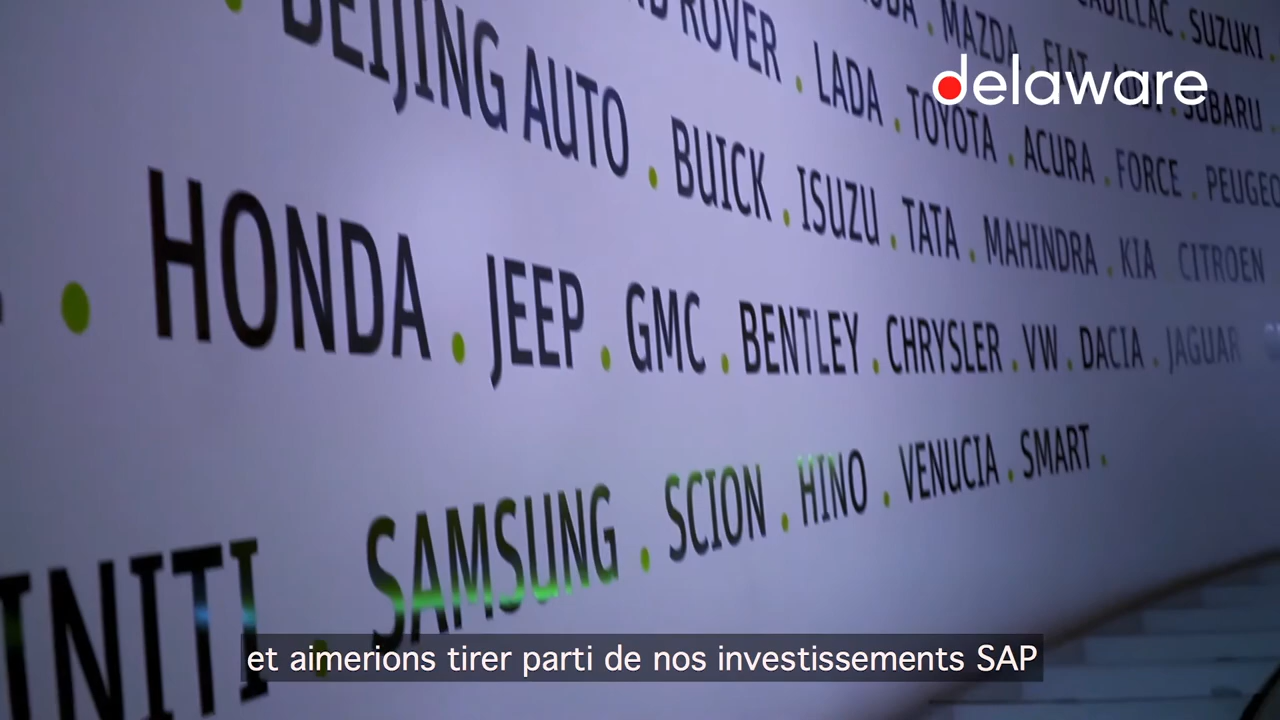 CADILLAC . SUZUKI .
MAZDA . FIAT . AUDI . SUBARU .
ROVER . LADA . TOYOTA . ACURA . FORCE . PEUGEO
delaware
BEIJING AUTO . BUICK . ISUZU . TATA . MAHINDRA . KIA CITROEN
. HONDA . JEEP . GMC . BENTLEY . CHRYSLER . VW . DACIA . JAGUAR
INITI . SAMSUNG . SCION . HINO . VENUCIA . SMART .
et aimerions tirer parti de nos investissements SAP